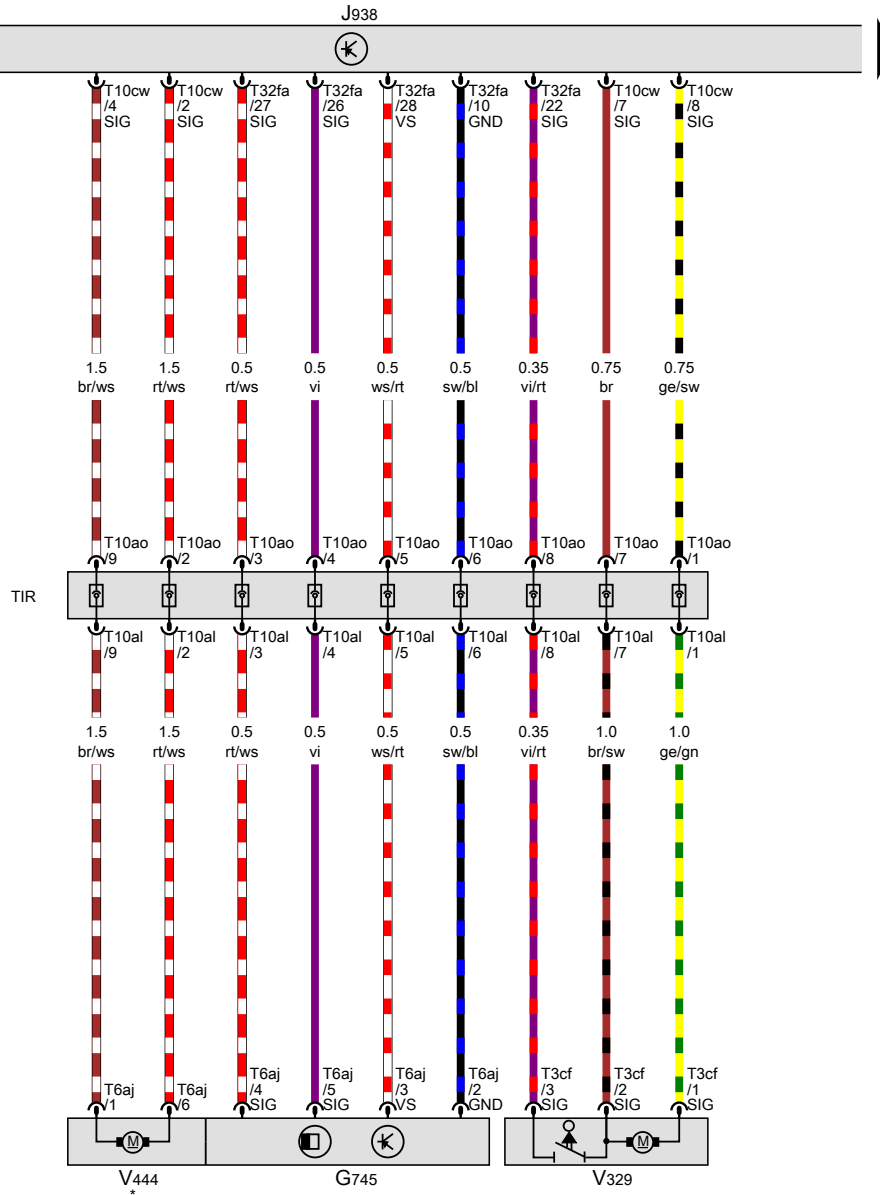 J938
T10cw T10cw T32fa T32fa T32fa T32fa T32fa T10cw T10cw
/4 /2 /27 /26 /28 /10 /22 /7 /8
SIG SIG SIG SIG VS GND SIG SIG SIG
1.5 1.5 0.5 0.5 0.5 0.5 0.35 0.75 0.75
br/ws rt/ws rt/ws vi ws/rt sw/bl vi/rt br ge/sw
T10ao T10ao T10ao T10ao T10ao T10ao T10ao T10ao T10ao
/9 /2 /3 /4 /5 /6 /8 /7 /1
TIR
T10al T10al T10al T10al T10al T10al T10al T10al T10al
/9 /2 /3 /4 /5 /6 /8 /7 /1
1.5 1.5 0.5 0.5 0.5 0.5 0.35 1.0 1.0
br/ws rt/ws rt/ws vi ws/rt sw/bl vi/rt br/sw ge/gn
T6aj T6aj T6aj T6aj T6aj T6aj T3cf T3cf T3cf
/1 /6 /4 /5 /3 /2 /3 /2 /1
SIG SIG VS GND SIG SIG SIG
M M
V444 G745 V329
*